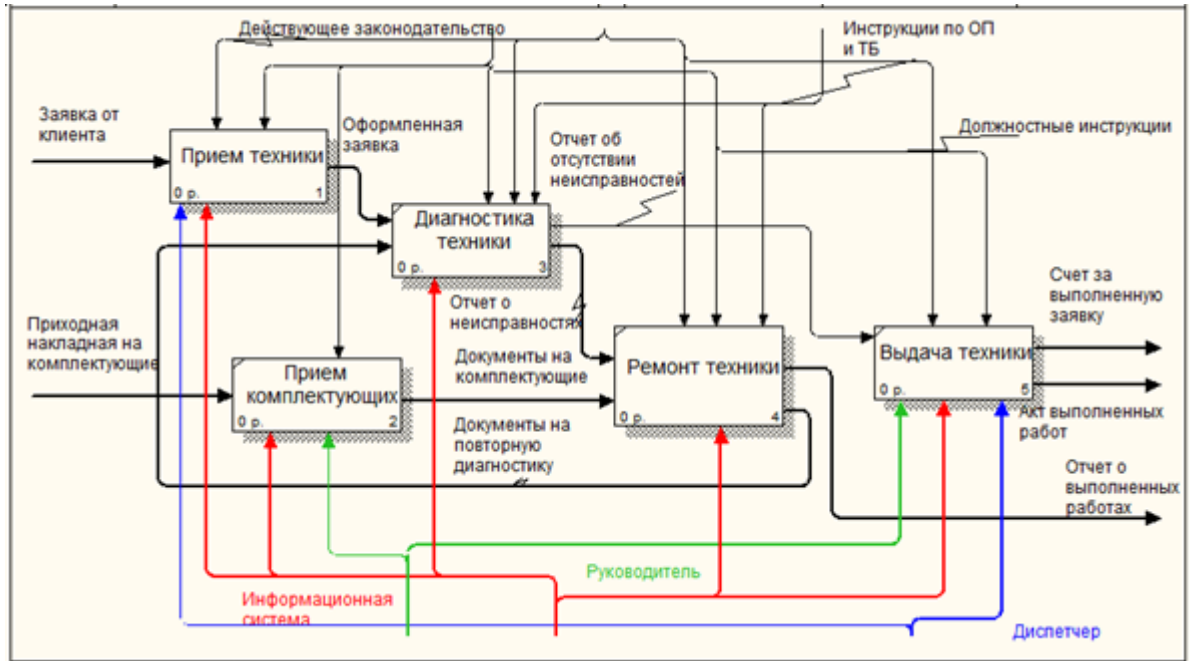 Действующее законодательство
Инструкции по ОП
и ТБ
Заявка от
клиента
Оформленная
заявка
Отчет об
отсутствии
неисправностей
Должностные инструкции
Прием техники
0 р.
1
Диагностика
техники
0 р.
3
Счет за
выполненную
заявку
Приходная
накладная на
комплектующие
Отчет о
неисправностях
Документы на
комплектующие
Прием
комплектующих
0 р.
2
Ремонт техники
0 р.
4
Выдача техники
0 р.
5
Акт выполненных
работ
Документы на
повторную
диагностику
Отчет о
выполненных
работах
Руководитель
Информационная
система
Диспетчер